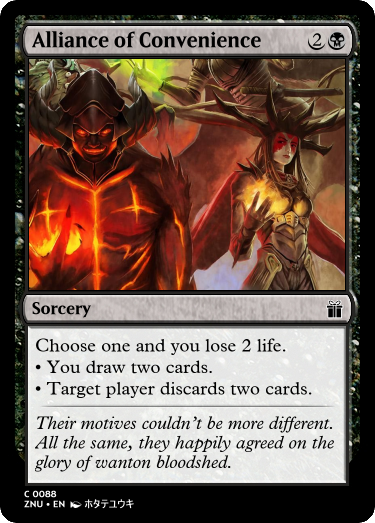 Alliance of Convenience 2
Sorcery
Choose one and you lose 2 life.
• You draw two cards.
• Target player discards two cards.
Their motives couldn't be more different.
All the same, they happily agreed on the
glory of wanton bloodshed.
C 0088
ZNU • EN ホタテユウキ